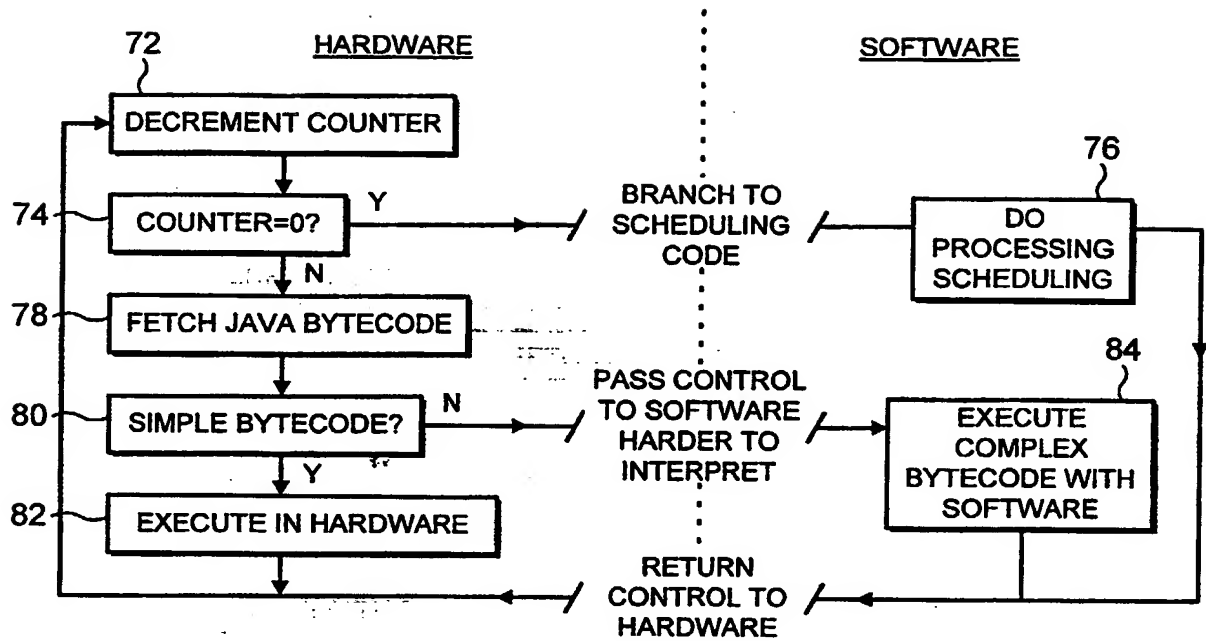 72
HARDWARE
SOFTWARE
DECREMENT COUNTER
74
COUNTER=0?
Y
BRANCH TO
SCHEDULING
CODE
76
DO
PROCESSING
SCHEDULING
N
78
FETCH JAVA BYTECODE
80
SIMPLE BYTECODE?
N
PASS CONTROL
TO SOFTWARE
HARDER TO
INTERPRET
84
EXECUTE
COMPLEX
BYTECODE WITH
SOFTWARE
Y
82
EXECUTE IN HARDWARE
RETURN
CONTROL TO
HARDWARE